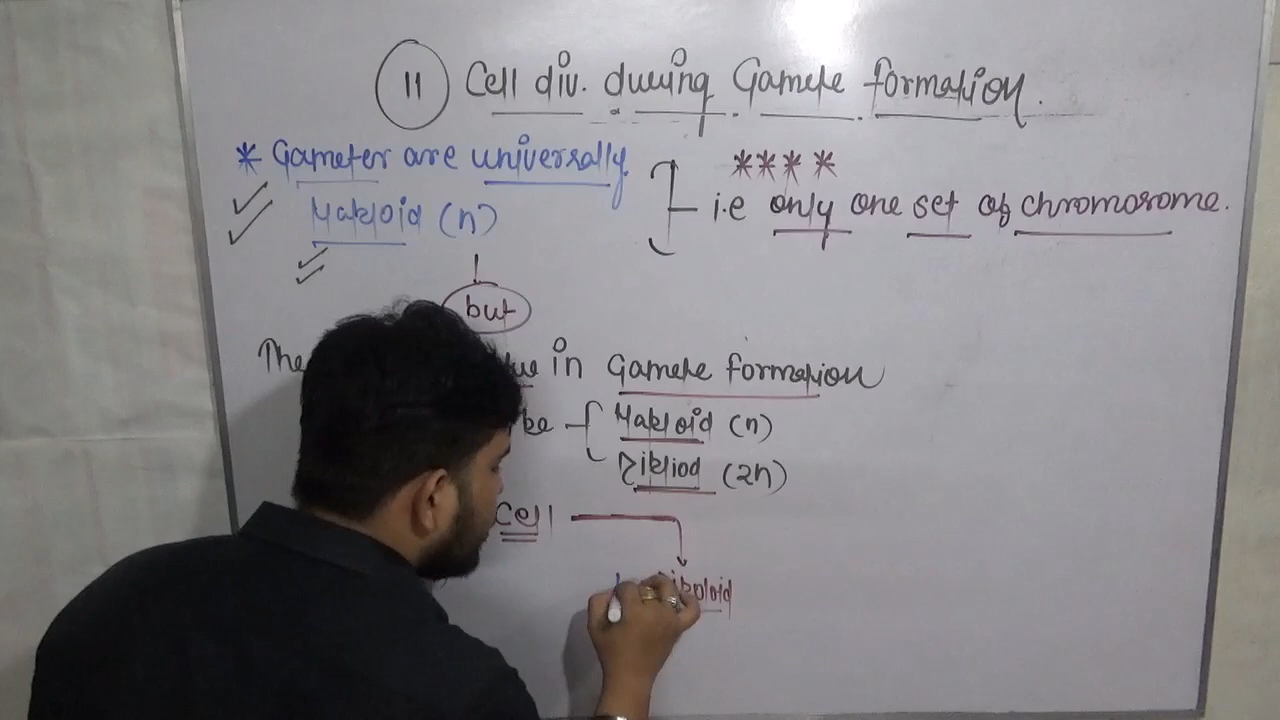 11 Cell div. during Gamete formation.
* Gametes are universally
Haploid (n)
**** 
i.e only one set of chromosome.
but
The in Gamete formation
be Haploid (n)
Diploid (2n)
Cell
Diploid